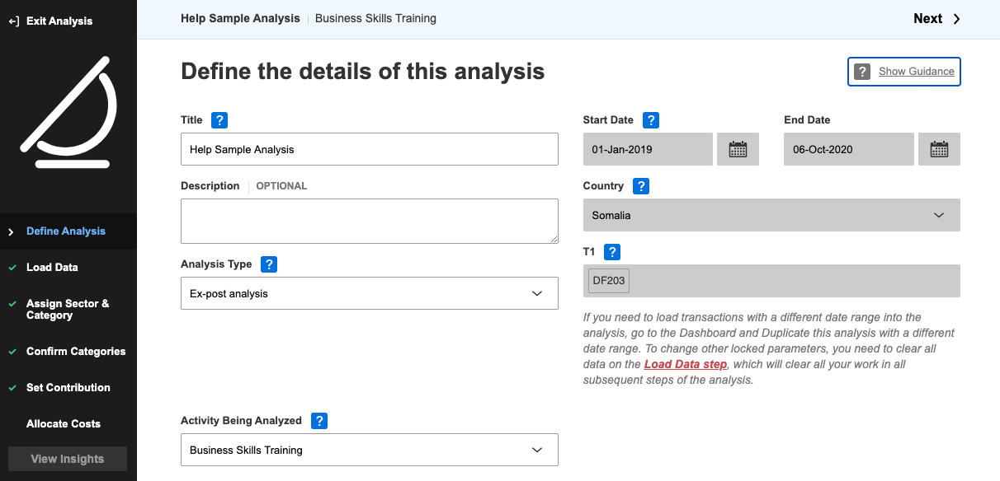 Exit Analysis
Define Analysis
Load Data
Assign Sector &
Category
Confirm Categories
Set Contribution
Allocate Costs
View Insights
Help Sample Analysis | Business Skills Training
Next
Define the details of this analysis
? Show Guidance
Title ?
Help Sample Analysis
Description | OPTIONAL
Analysis Type ?
Ex-post analysis
Activity Being Analyzed ?
Business Skills Training
Start Date ?
01-Jan-2019
End Date
06-Oct-2020
Country ?
Somalia
T1 ?
DF203
If you need to load transactions with a different date range into the
analysis, go to the Dashboard and Duplicate this analysis with a different
date range. To change other locked parameters, you need to clear all
data on the Load Data step, which will clear all your work in all
subsequent steps of the analysis.